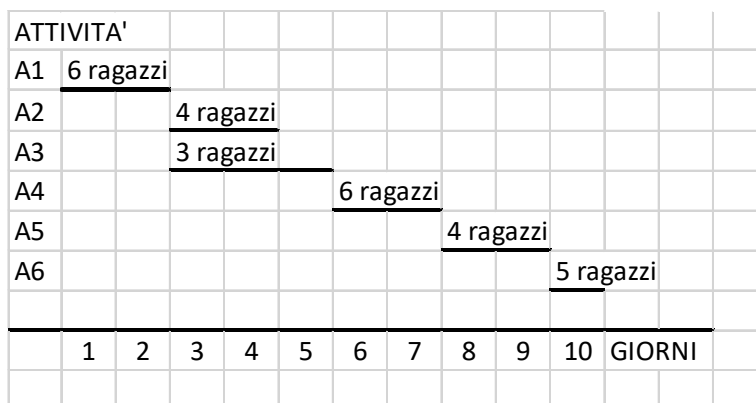 ATTIVITA'
A1 6 ragazzi
A2 4 ragazzi
A3 3 ragazzi
A4 6 ragazzi
A5 4 ragazzi
A6 5 ragazzi
1 2 3 4 5 6 7 8 9 10 GIORNI